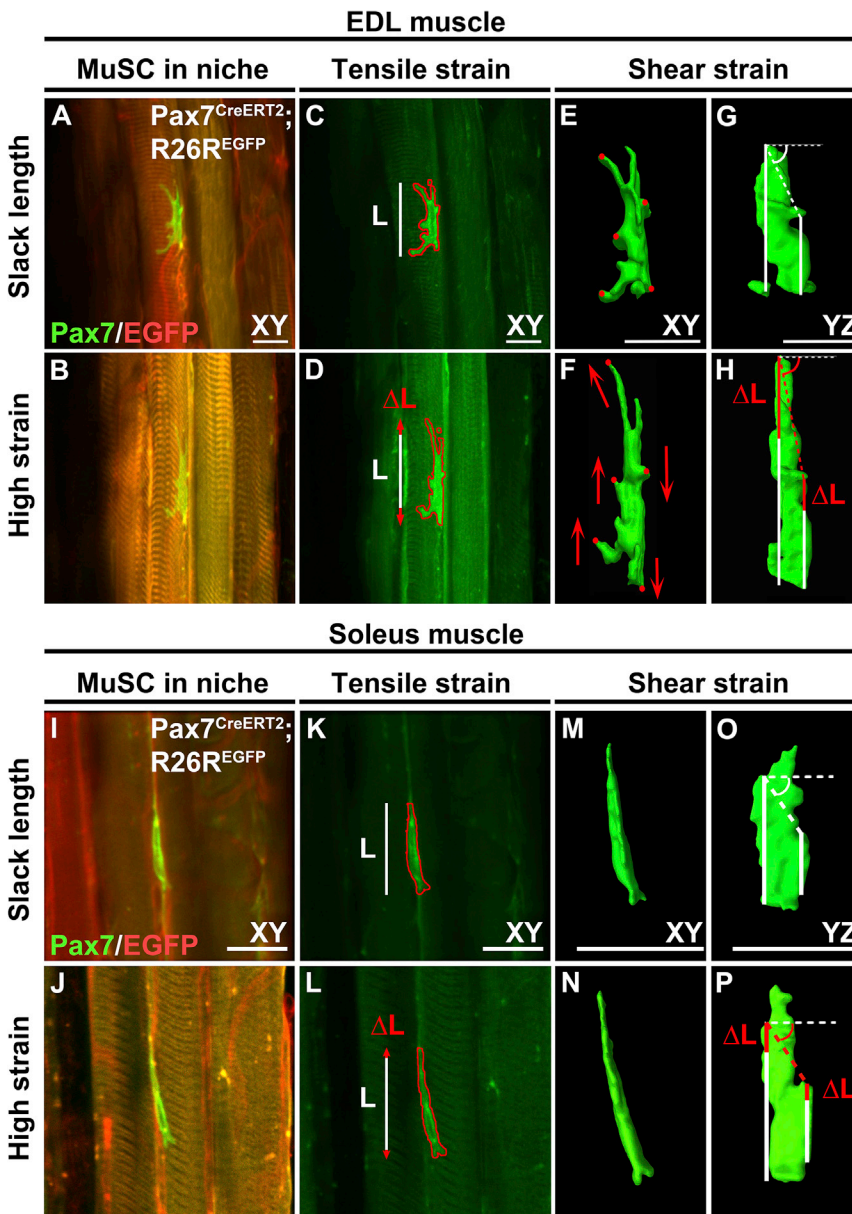 EDL muscle
MuSC in niche Tensile strain Shear strain
Slack length
A Pax7CreERT2; R26REGFP Pax7/EGFP XY
C L XY
E XY
G YZ
High strain
B
D ΔL L
F
H ΔL ΔL
Soleus muscle
MuSC in niche Tensile strain Shear strain
Slack length
I Pax7CreERT2; R26REGFP Pax7/EGFP XY
K L XY
M XY
O YZ
High strain
J
L ΔL L
N
P ΔL ΔL